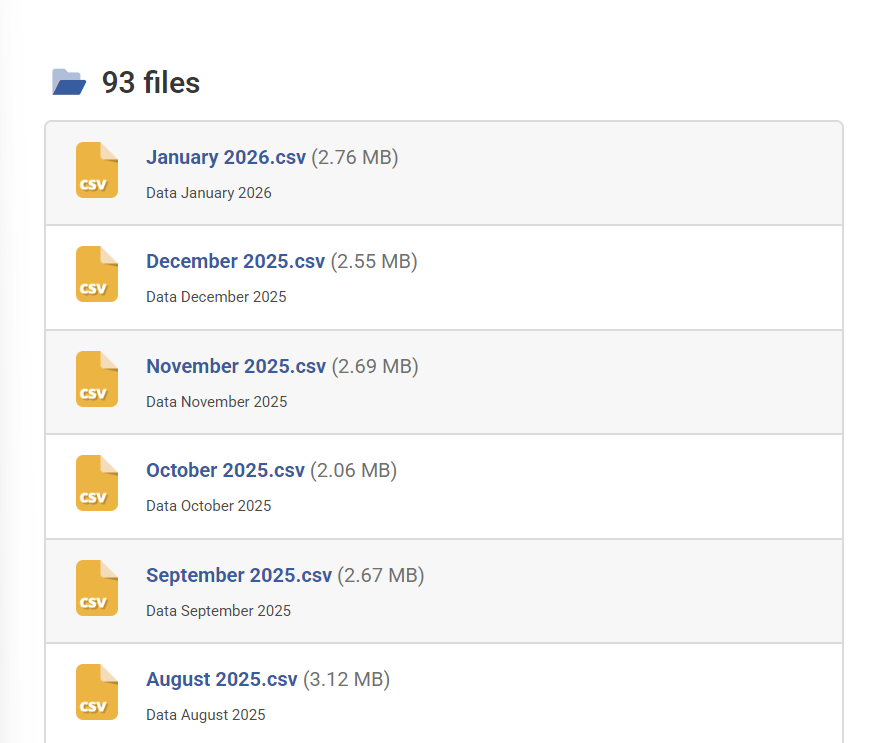 93 files
CSV
January 2026.csv (2.76 MB)
Data January 2026
CSV
December 2025.csv (2.55 MB)
Data December 2025
CSV
November 2025.csv (2.69 MB)
Data November 2025
CSV
October 2025.csv (2.06 MB)
Data October 2025
CSV
September 2025.csv (2.67 MB)
Data September 2025
CSV
August 2025.csv (3.12 MB)
Data August 2025